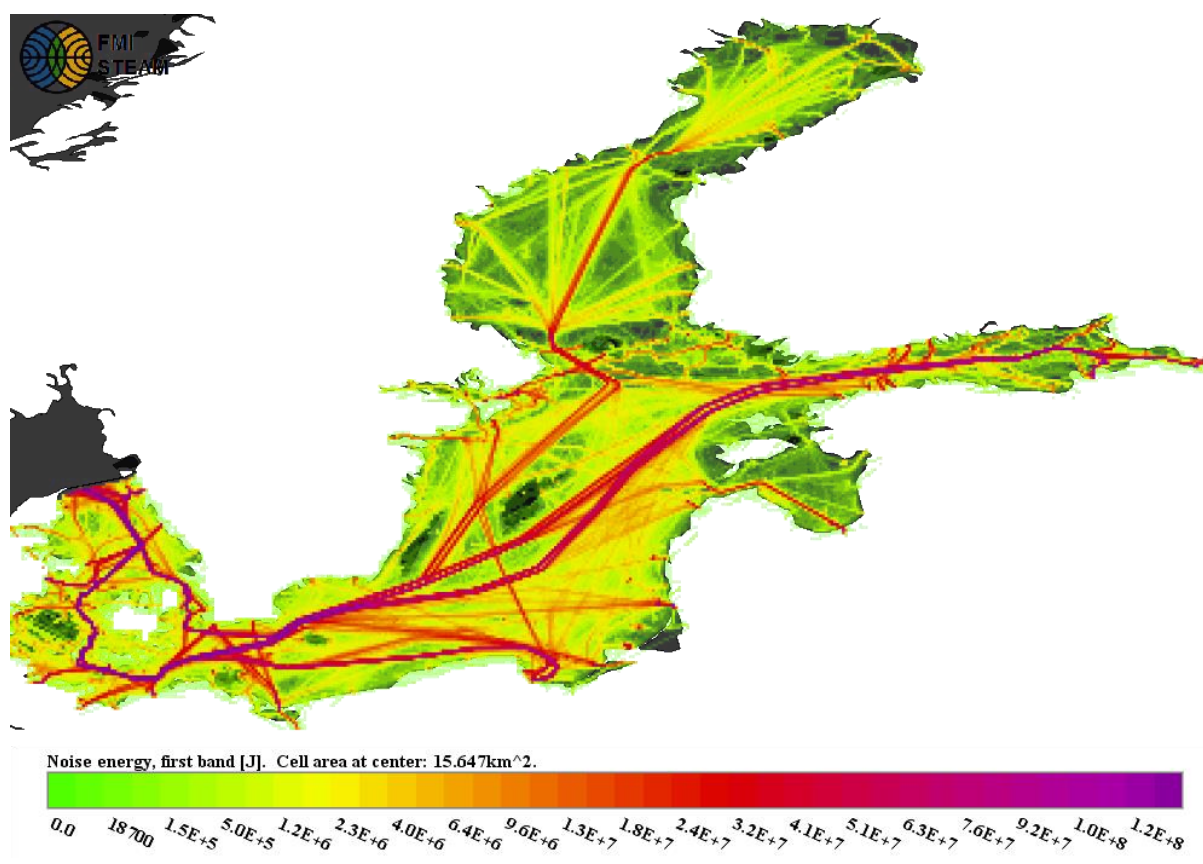 FMI
STEAM
Noise energy, first band [J].  Cell area at center: 15.647km^2.
0.0 18700 1.5E+5 5.0E+5 1.2E+6 2.3E+6 4.0E+6 6.4E+6 9.6E+6 1.3E+7 1.8E+7 2.4E+7 3.2E+7 4.1E+7 5.1E+7 6.3E+7 7.6E+7 9.2E+7 1.0E+8 1.2E+8